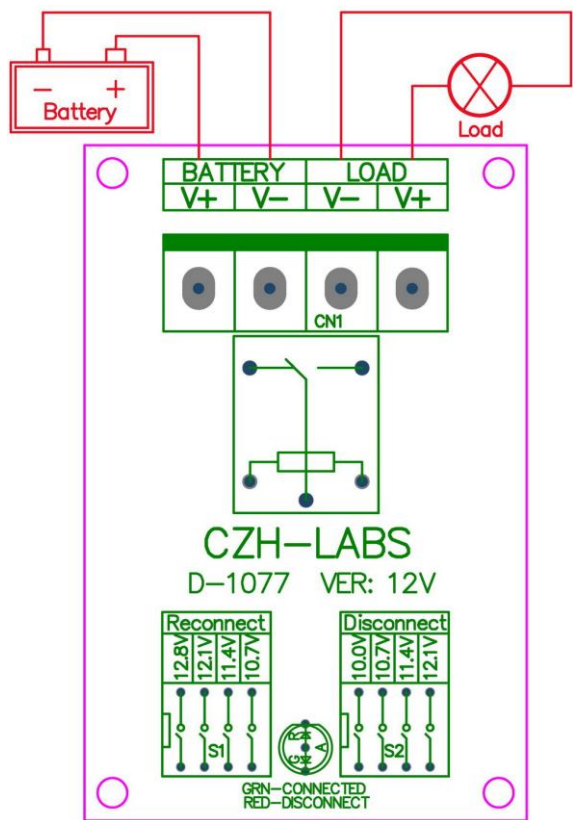 − +
Battery
Load
BATTERY LOAD
V+ V− V− V+
CN1
CZH−LABS
D−1077 VER: 12V
Reconnect Disconnect
12.8V 12.1V 11.4V 10.7V 10.0V 10.7V 11.4V 12.1V
R
G A
S1 S2
GRN−CONNECTED
RED−DISCONNECT